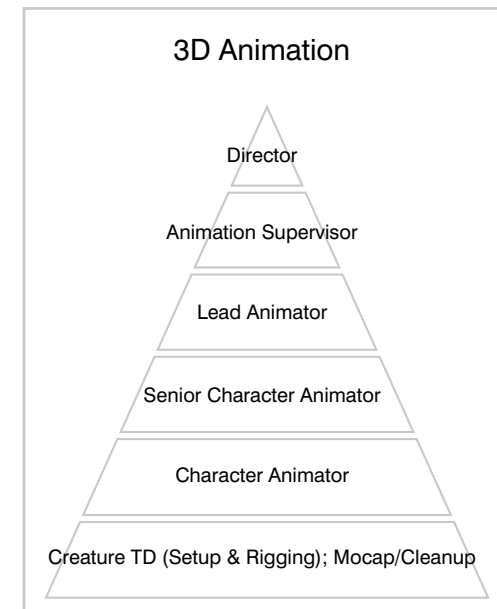 3D Animation
Director
Animation Supervisor
Lead Animator
Senior Character Animator
Character Animator
Creature TD (Setup & Rigging); Mocap/Cleanup